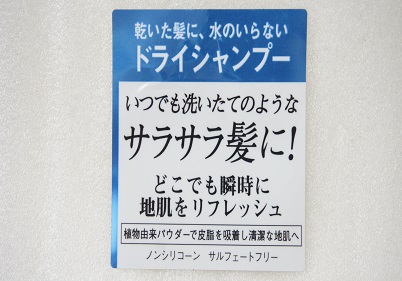 乾いた髪に、水のいらない
ドライシャンプー
いつでも洗いたてのような
サラサラ髪に!
どこでも瞬時に
地肌をリフレッシュ
植物由来パウダーで皮脂を吸着し清潔な地肌へ
ノンシリコーン サルフェートフリー